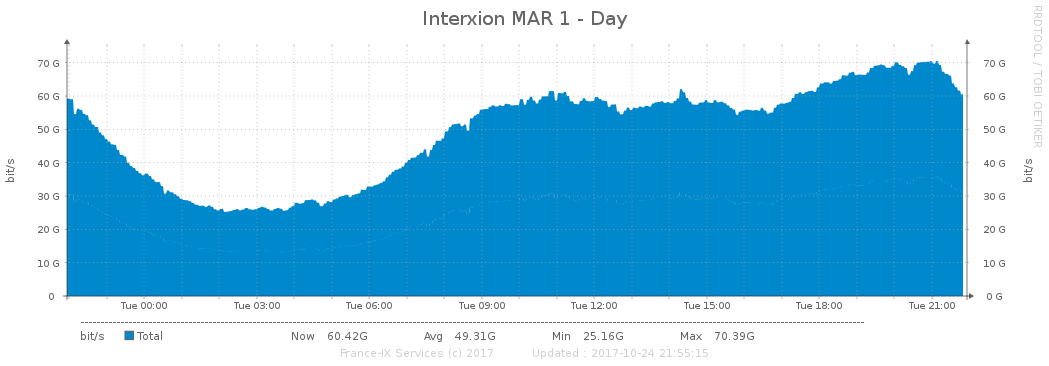 Interxion MAR 1 - Day
RRDTOOL / TOBI OETIKER
bit/s
bit/s
70 G 70 G
60 G 60 G
50 G 50 G
40 G 40 G
30 G 30 G
20 G 20 G
10 G 10 G
0 0 G
Tue 00:00 Tue 03:00 Tue 06:00 Tue 09:00 Tue 12:00 Tue 15:00 Tue 18:00 Tue 21:00
bit/s Total Now 60.42G Avg 49.31G Min 25.16G Max 70.39G
France-IX Services (c) 2017 Updated : 2017-10-24 21:55:15